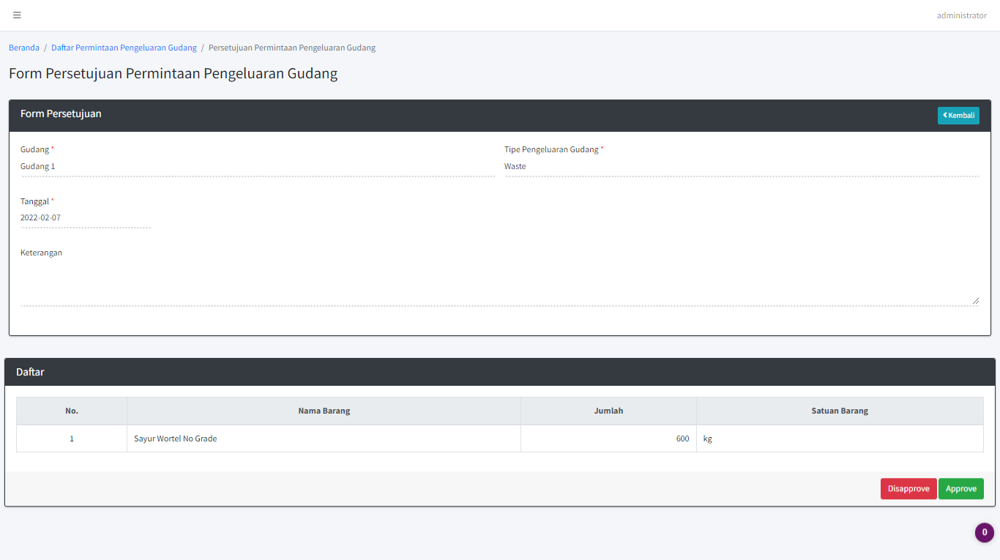 administrator
Beranda / Daftar Permintaan Pengeluaran Gudang / Persetujuan Permintaan Pengeluaran Gudang
Form Persetujuan Permintaan Pengeluaran Gudang
Form Persetujuan
Kembali
Gudang *
Gudang 1
Tipe Pengeluaran Gudang *
Waste
Tanggal *
2022-02-07
Keterangan
Daftar
No. Nama Barang Jumlah Satuan Barang
1 Sayur Wortel No Grade 600 kg
Disapprove Approve
0